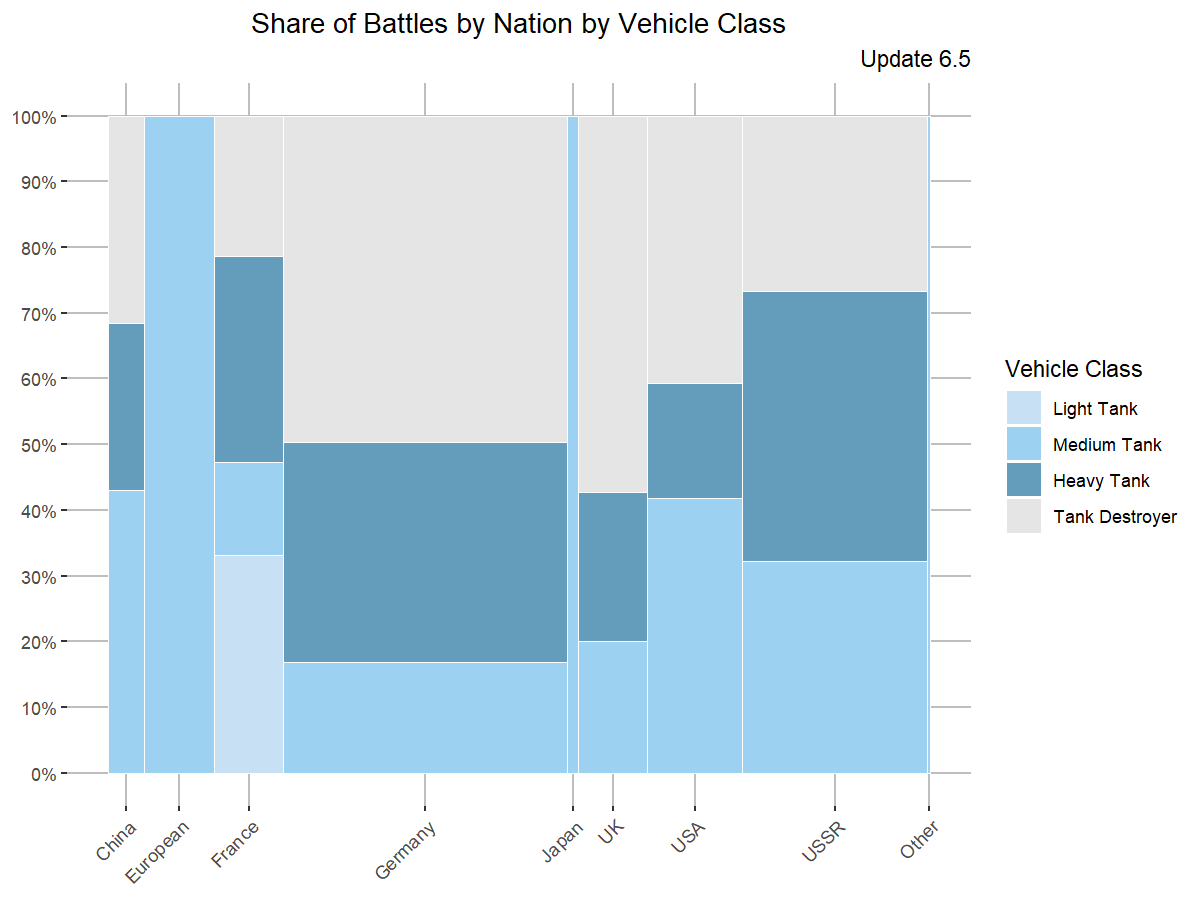 Share of Battles by Nation by Vehicle Class
Update 6.5
100%
90%
80%
70%
60%
50%
40%
30%
20%
10%
0%
China
European
France
Germany
Japan
UK
USA
USSR
Other
Vehicle Class
Light Tank
Medium Tank
Heavy Tank
Tank Destroyer